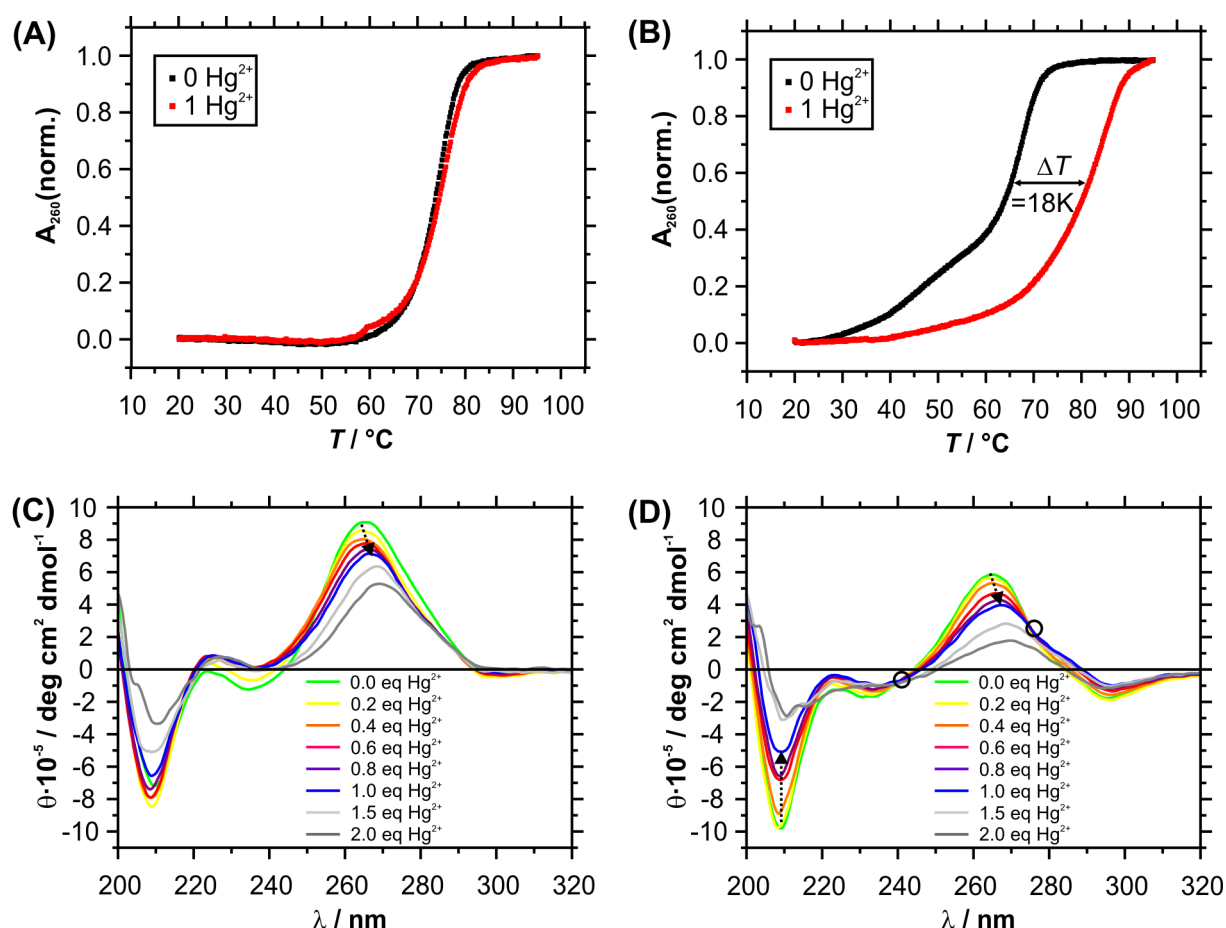 (A)
0 Hg²⁺
1 Hg²⁺
A₂₆₀(norm.)
1.0
0.8
0.6
0.4
0.2
0.0
10 20 30 40 50 60 70 80 90 100
T / °C
(B)
0 Hg²⁺
1 Hg²⁺
ΔT
=18K
A₂₆₀(norm.)
1.0
0.8
0.6
0.4
0.2
0.0
10 20 30 40 50 60 70 80 90 100
T / °C
(C)
θ·10⁻⁵ / deg cm² dmol⁻¹
10
8
6
4
2
0
-2
-4
-6
-8
-10
0.0 eq Hg²⁺
0.2 eq Hg²⁺
0.4 eq Hg²⁺
0.6 eq Hg²⁺
0.8 eq Hg²⁺
1.0 eq Hg²⁺
1.5 eq Hg²⁺
2.0 eq Hg²⁺
200 220 240 260 280 300 320
λ / nm
(D)
θ·10⁻⁵ / deg cm² dmol⁻¹
10
8
6
4
2
0
-2
-4
-6
-8
-10
0.0 eq Hg²⁺
0.2 eq Hg²⁺
0.4 eq Hg²⁺
0.6 eq Hg²⁺
0.8 eq Hg²⁺
1.0 eq Hg²⁺
1.5 eq Hg²⁺
2.0 eq Hg²⁺
200 220 240 260 280 300 320
λ / nm